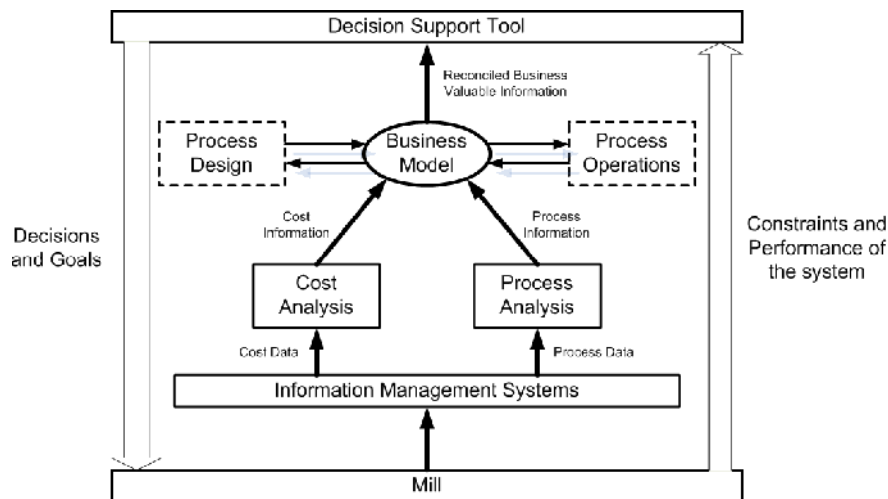 Decision Support Tool
Reconciled Business
Valuable Information
Process
Design
Business
Model
Process
Operations
Decisions
and Goals
Cost
Information
Process
Information
Constraints and
Performance of
the system
Cost
Analysis
Process
Analysis
Cost Data
Process Data
Information Management Systems
Mill